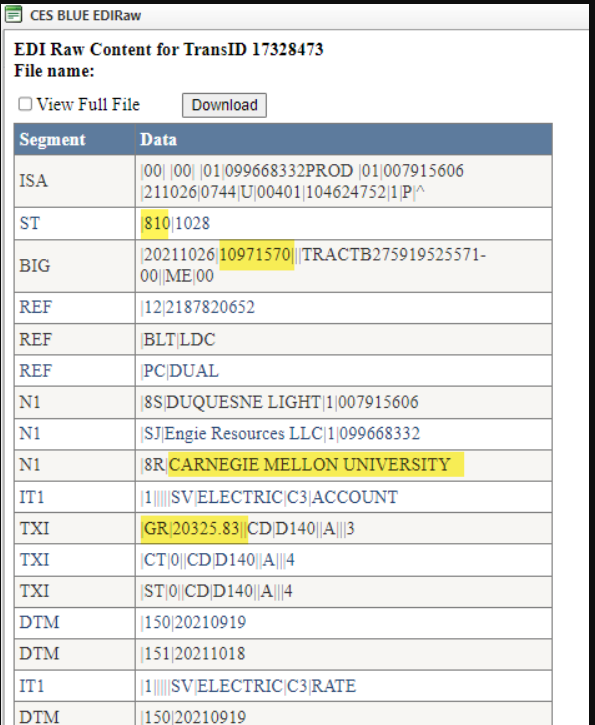 CES BLUE EDIRaw
EDI Raw Content for TransID 17328473
File name:
View Full File Download
Segment Data
ISA |00| |00| |01|099668332PROD |01|007915606
|211026|0744|U|00401|104624752|1|P|^
ST |810|1028
BIG |20211026|10971570|||TRACTB275919525571-
00||ME|00
REF |12|2187820652
REF |BLT|LDC
REF |PC|DUAL
N1 |8S|DUQUESNE LIGHT|1|007915606
N1 |SJ|Engie Resources LLC|1|099668332
N1 |8R|CARNEGIE MELLON UNIVERSITY
IT1 |1|||||SV|ELECTRIC|C3|ACCOUNT
TXI |GR|20325.83||CD|D140||A|||3
TXI |CT|0||CD|D140||A|||4
TXI |ST|0||CD|D140||A|||4
DTM |150|20210919
DTM |151|20211018
IT1 |1|||||SV|ELECTRIC|C3|RATE
DTM |150|20210919